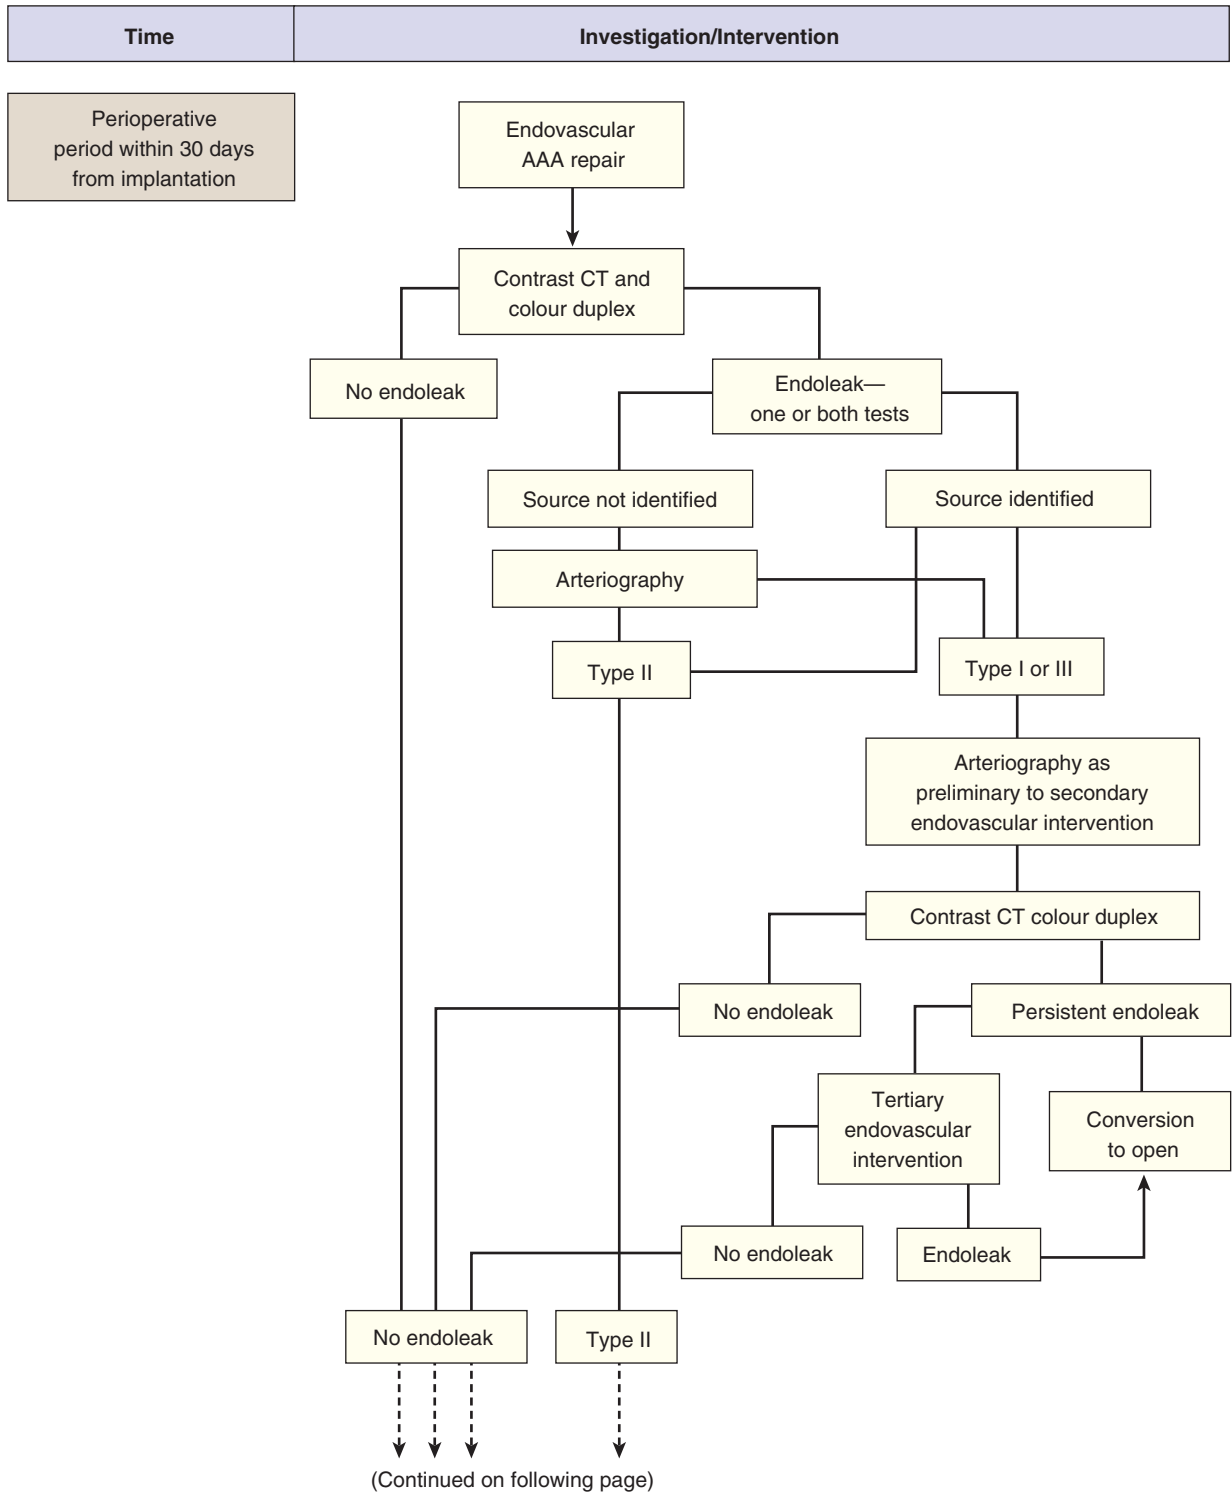 Time
Investigation/Intervention
Perioperative
period within 30 days
from implantation
Endovascular
AAA repair
Contrast CT and
colour duplex
No endoleak
Endoleak—
one or both tests
Source not identified
Source identified
Arteriography
Type II
Type I or III
Arteriography as
preliminary to secondary
endovascular intervention
Contrast CT colour duplex
No endoleak
Persistent endoleak
Tertiary
endovascular
intervention
Conversion
to open
No endoleak
Endoleak
No endoleak
Type II
(Continued on following page)